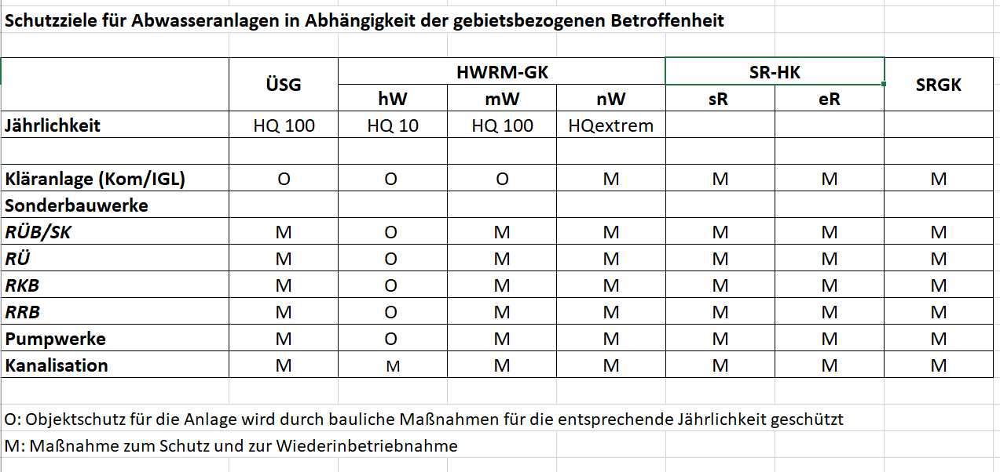 Schutzziele für Abwasseranlagen in Abhängigkeit der gebietsbezogenen Betroffenheit
ÜSG HWRM-GK SR-HK SRGK
hW mW nW sR eR
Jährlichkeit HQ 100 HQ 10 HQ 100 HQextrem
Kläranlage (Kom/IGL) O O O M M M M
Sonderbauwerke
RÜB/SK M O M M M M M
RÜ M O M M M M M
RKB M O M M M M M
RRB M O M M M M M
Pumpwerke M O M M M M M
Kanalisation M M M M M M M
O: Objektschutz für die Anlage wird durch bauliche Maßnahmen für die entsprechende Jährlichkeit geschützt
M: Maßnahme zum Schutz und zur Wiederinbetriebnahme